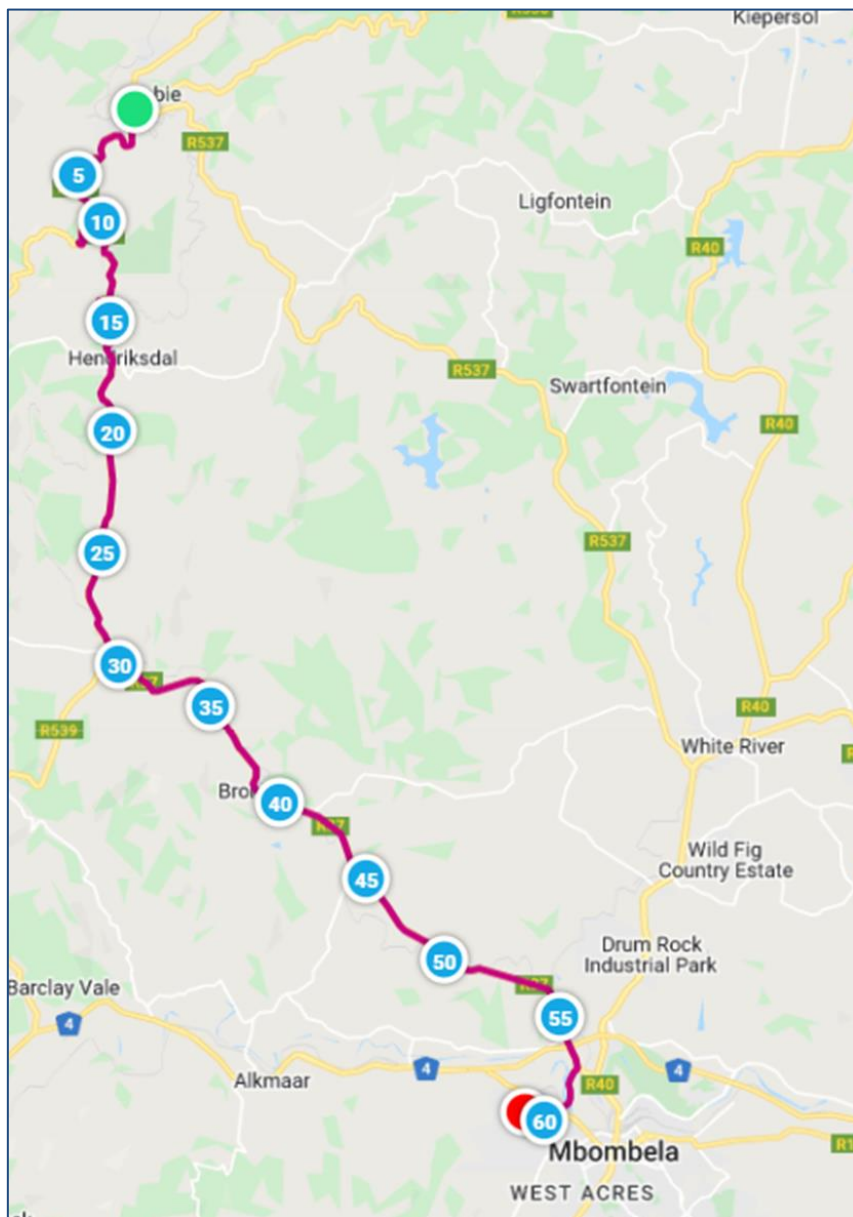 Kiepersol
bie
R537
5
Ligfontein
10
R40
15
Hendriksdal
R537
Swartfontein
R40
20
R537
25
30
35
R40
R539
White River
Bro
40
Wild Fig
Country Estate
45
Drum Rock
Industrial Park
50
Barclay Vale
55
4
4
4
Alkmaar
R40
60
Mbombela
WEST ACRES